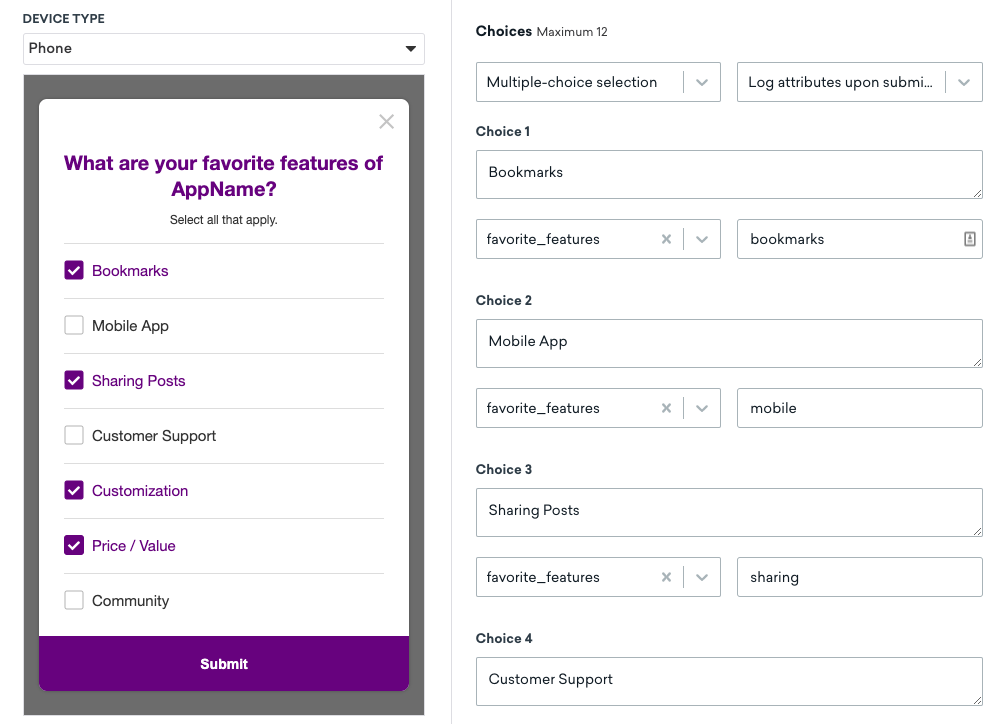 DEVICE TYPE
Phone
What are your favorite features of
AppName?
Select all that apply.
Bookmarks
Mobile App
Sharing Posts
Customer Support
Customization
Price / Value
Community
Submit
Choices Maximum 12
Multiple-choice selection
Log attributes upon submi...
Choice 1
Bookmarks
favorite_features
bookmarks
Choice 2
Mobile App
favorite_features
mobile
Choice 3
Sharing Posts
favorite_features
sharing
Choice 4
Customer Support